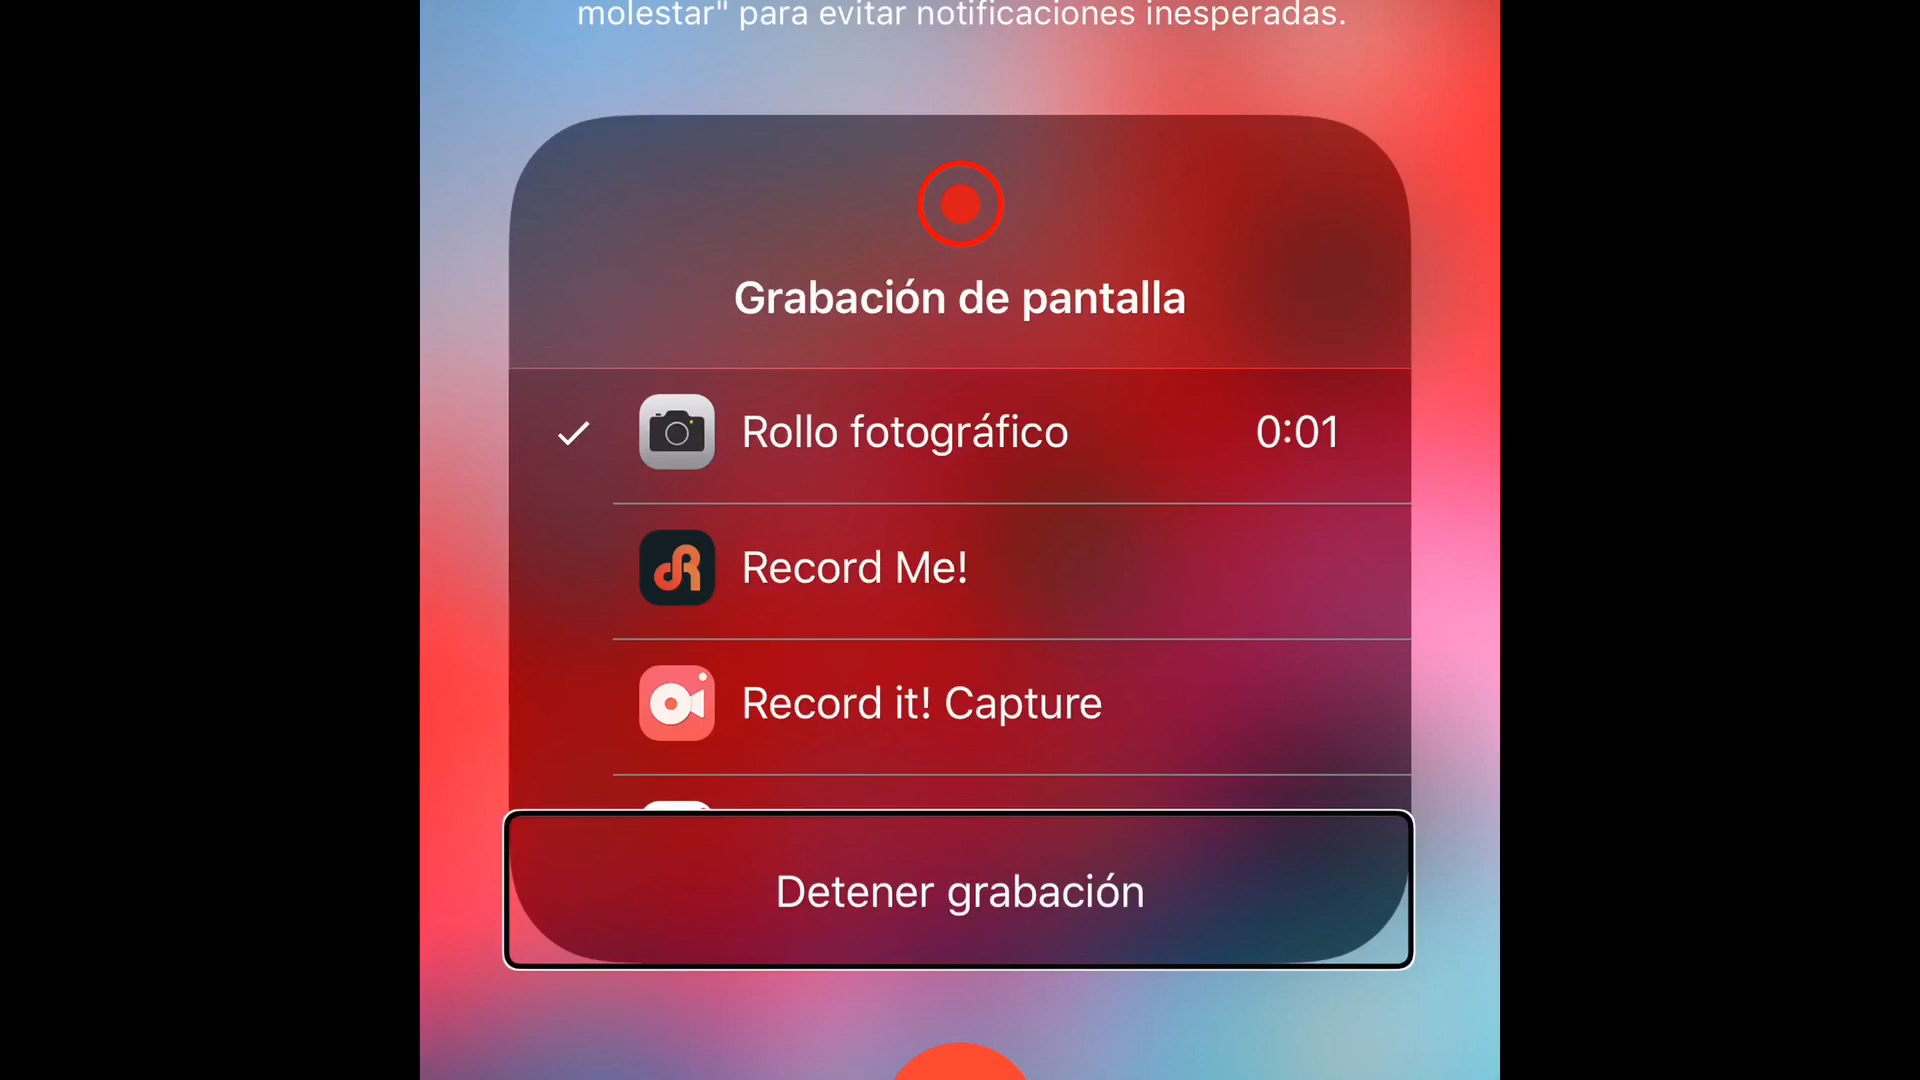 molestar" para evitar notificaciones inesperadas.
Grabación de pantalla
Rollo fotográfico 0:01
Record Me!
Record it! Capture
Detener grabación